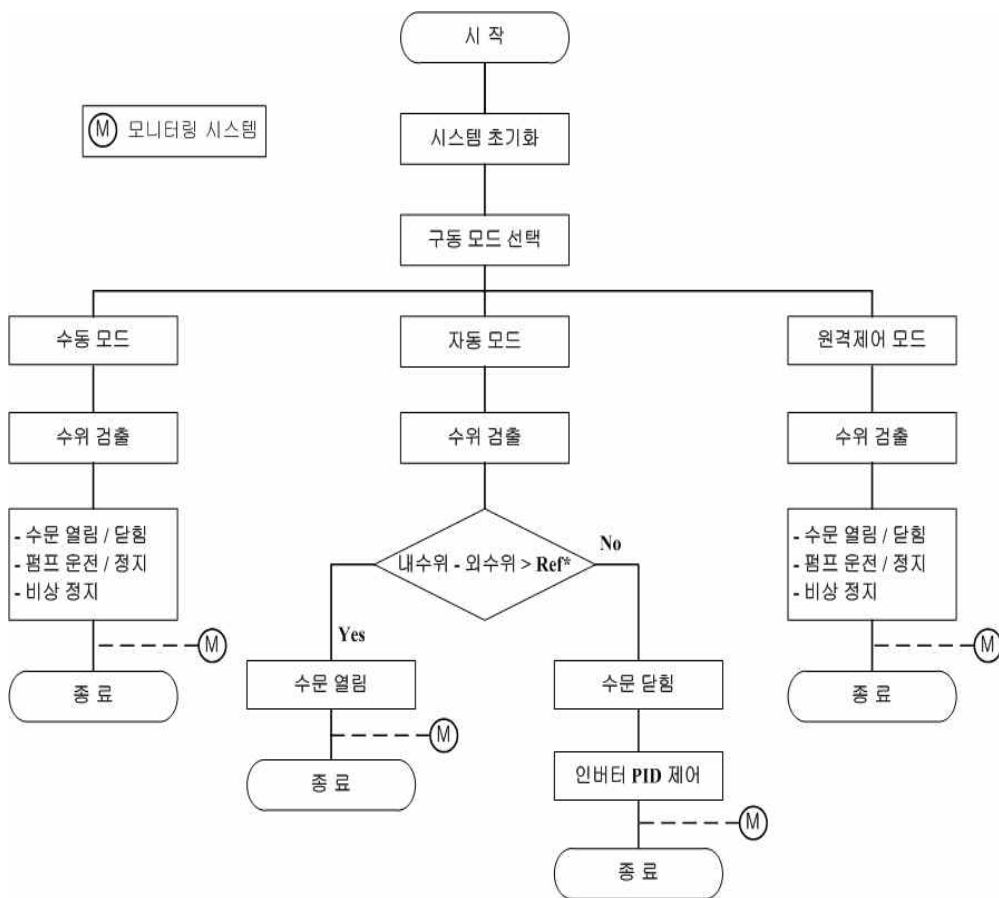 시 작
Ⓜ 모니터링 시스템
시스템 초기화
구동 모드 선택
수동 모드
자동 모드
원격제어 모드
수위 검출
수위 검출
수위 검출
- 수문 열림 / 닫힘
- 펌프 운전 / 정지
- 비상 정지
내수위 - 외수위 > Ref*
No
Yes
- 수문 열림 / 닫힘
- 펌프 운전 / 정지
- 비상 정지
M
M
종 료
수문 열림
수문 닫힘
종 료
M
종 료
인버터 PID 제어
M
종 료